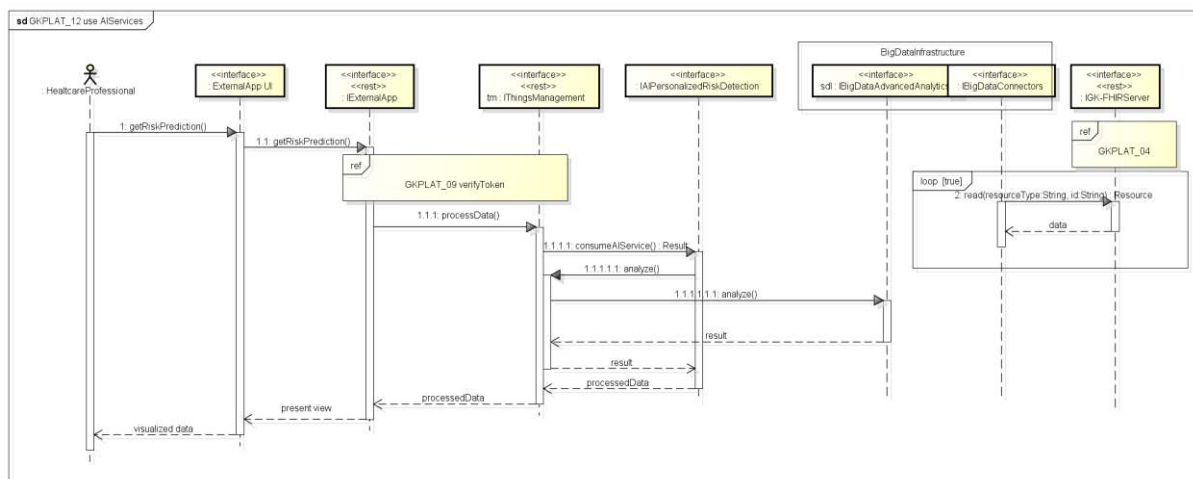 sd GKPLAT_12 use AIServices
BigDataInfrastructure
: HealtcareProfessional
<<interface>>
: ExternalApp UI
<<interface>>
<<rest>>
: IExternalApp
<<interface>>
<<rest>>
tm : IThingsManagement
<<interface>>
: IAIPersonalizedRiskDetection
<<interface>>
sdl : IBigDataAdvancedAnalytics
<<interface>>
: IBigDataConnectors
<<interface>>
<<rest>>
: IGK-FHIRServer
1: getRiskPrediction()
1.1: getRiskPrediction()
ref
GKPLAT_04
ref
GKPLAT_09 verifyToken
loop [true]
2: read(resourceType:String, id:String) : Resource
data
1.1.1: processData()
1.1.1.1: consumeAIService() : Result
1.1.1.1.1: analyze()
1.1.1.1.1.1: analyze()
result
result
processedData
processedData
present view
visualized data